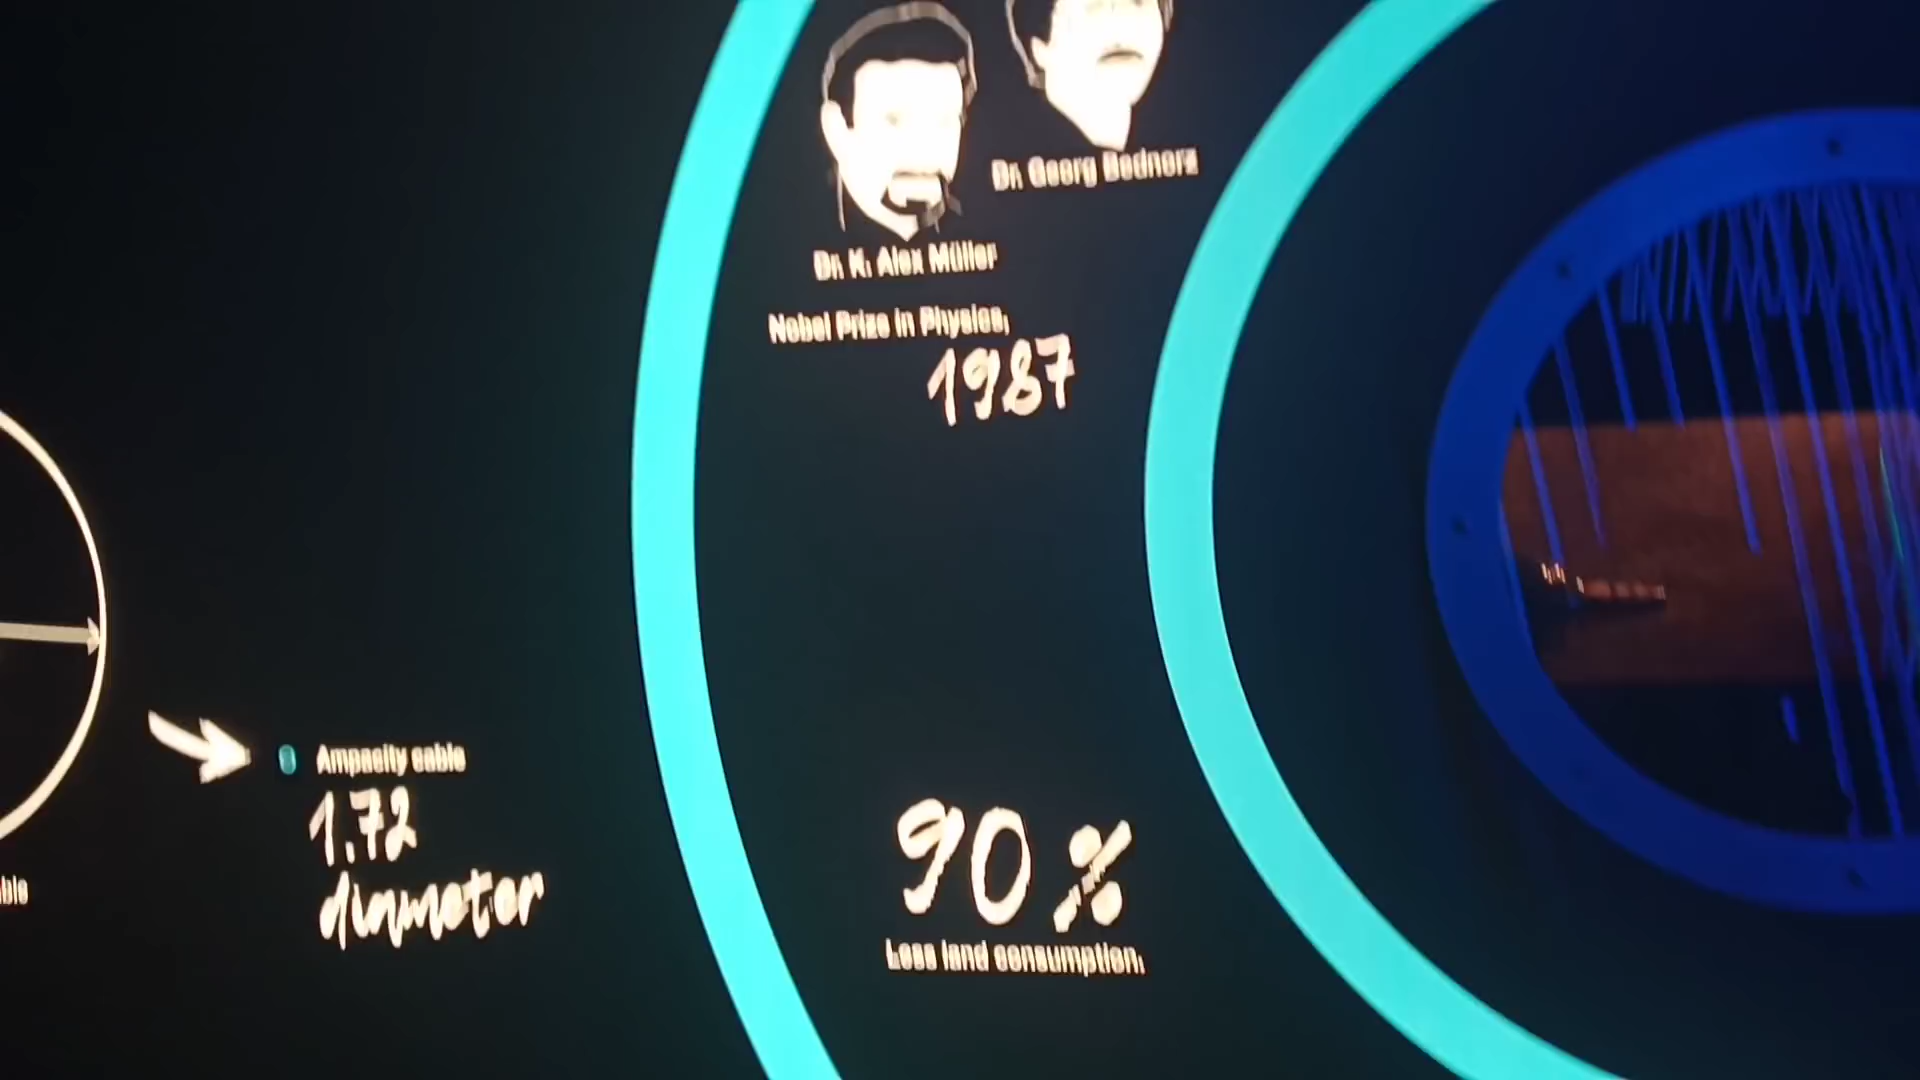 Dr. Georg Bednorz
Dr. K. Alex Müller
Nobel Prize in Physics,
1987
Ampacity cable
1.72
diameter
90 %
Less land consumption.